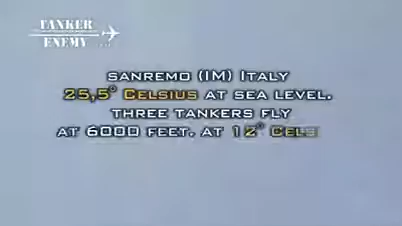 TANKER
ENEMY
SANREMO (IM) ITALY
25,5° CELSIUS AT SEA LEVEL.
THREE TANKERS FLY
AT 6000 FEET. AT 12° CELS